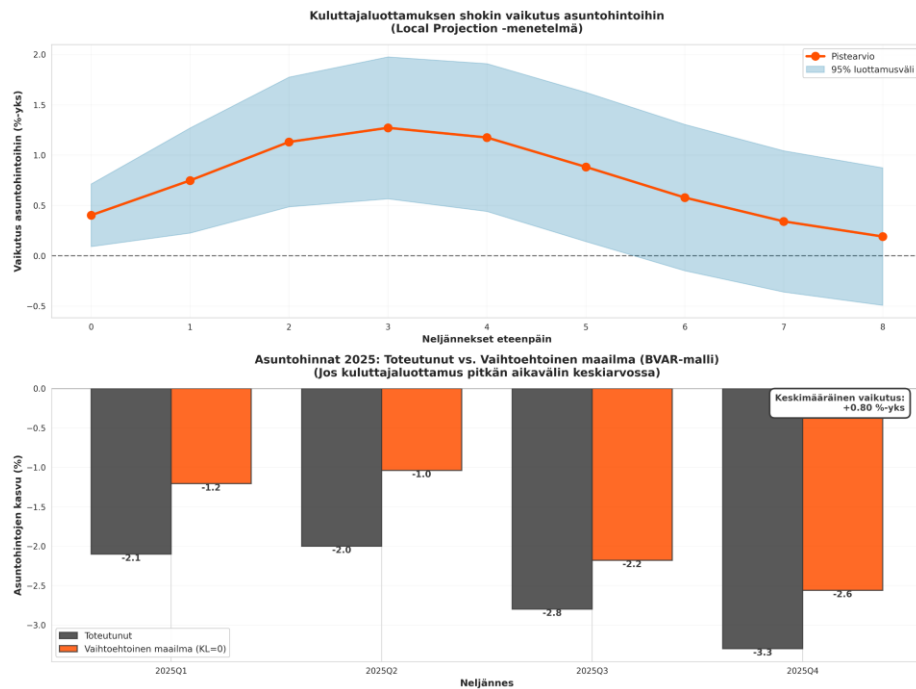 Kuluttajaluottamuksen shokin vaikutus asuntohintoihin
(Local Projection -menetelmä)
Vaikutus asuntohintoihin (%-yks)
2.0
1.5
1.0
0.5
0.0
−0.5
Pistearvio
95% luottamusväli
0 1 2 3 4 5 6 7 8
Neljännekset eteenpäin
Asuntohinnat 2025: Toteutunut vs. Vaihtoehtoinen maailma (BVAR-malli)
(Jos kuluttajaluottamus pitkän aikavälin keskiarvossa)
Asuntohintojen kasvu (%)
0.0
−0.5
−1.0
−1.5
−2.0
−2.5
−3.0
Keskimääräinen vaikutus:
+0.80 %-yks
-2.1 -1.2 -2.0 -1.0 -2.8 -2.2 -3.3 -2.6
Toteutunut
Vaihtoehtoinen maailma (KL=0)
2025Q1 2025Q2 2025Q3 2025Q4
Neljännes